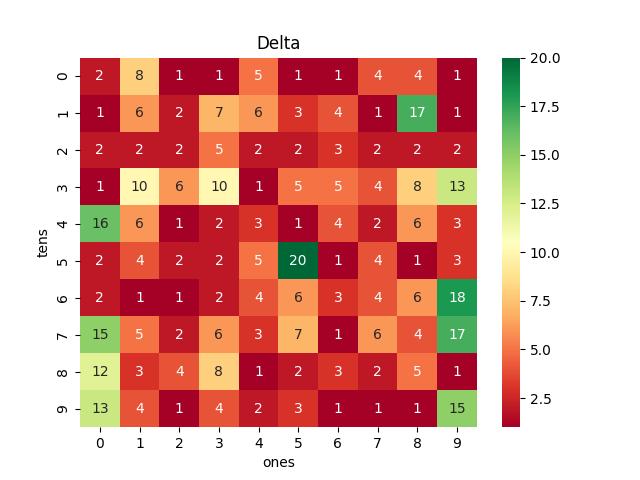 Delta
0 2 8 1 1 5 1 1 4 4 1
1 1 6 2 7 6 3 4 1 17 1
2 2 2 2 5 2 2 3 2 2 2
3 1 10 6 10 1 5 5 4 8 13
4 16 6 1 2 3 1 4 2 6 3
5 2 4 2 2 5 20 1 4 1 3
6 2 1 1 2 4 6 3 4 6 18
7 15 5 2 6 3 7 1 6 4 17
8 12 3 4 8 1 2 3 2 5 1
9 13 4 1 4 2 3 1 1 1 15
0 1 2 3 4 5 6 7 8 9
ones
tens
20.0
17.5
15.0
12.5
10.0
7.5
5.0
2.5